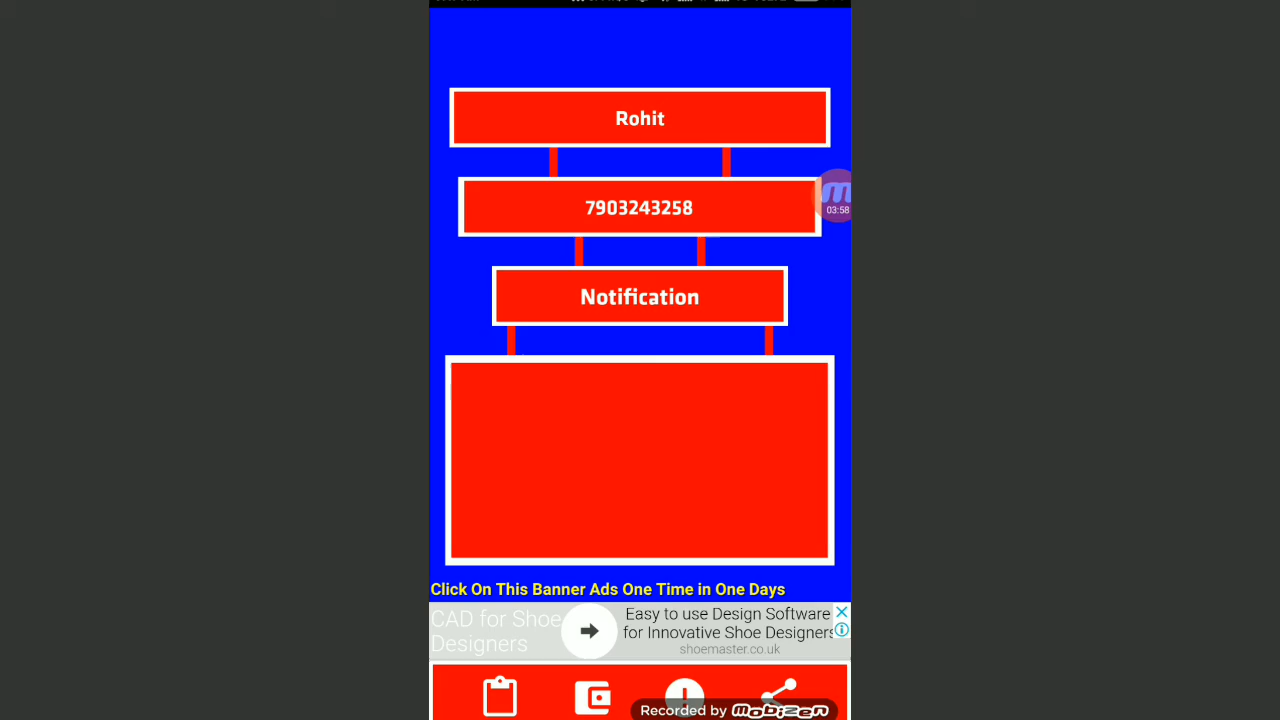 Rohit
7903243258
03:58
Notification
Click On This Banner Ads One Time in One Days
CAD for Shoe
Designers
Easy to use Design Software
for Innovative Shoe Designers
shoemaster.co.uk
Recorded by mobizen